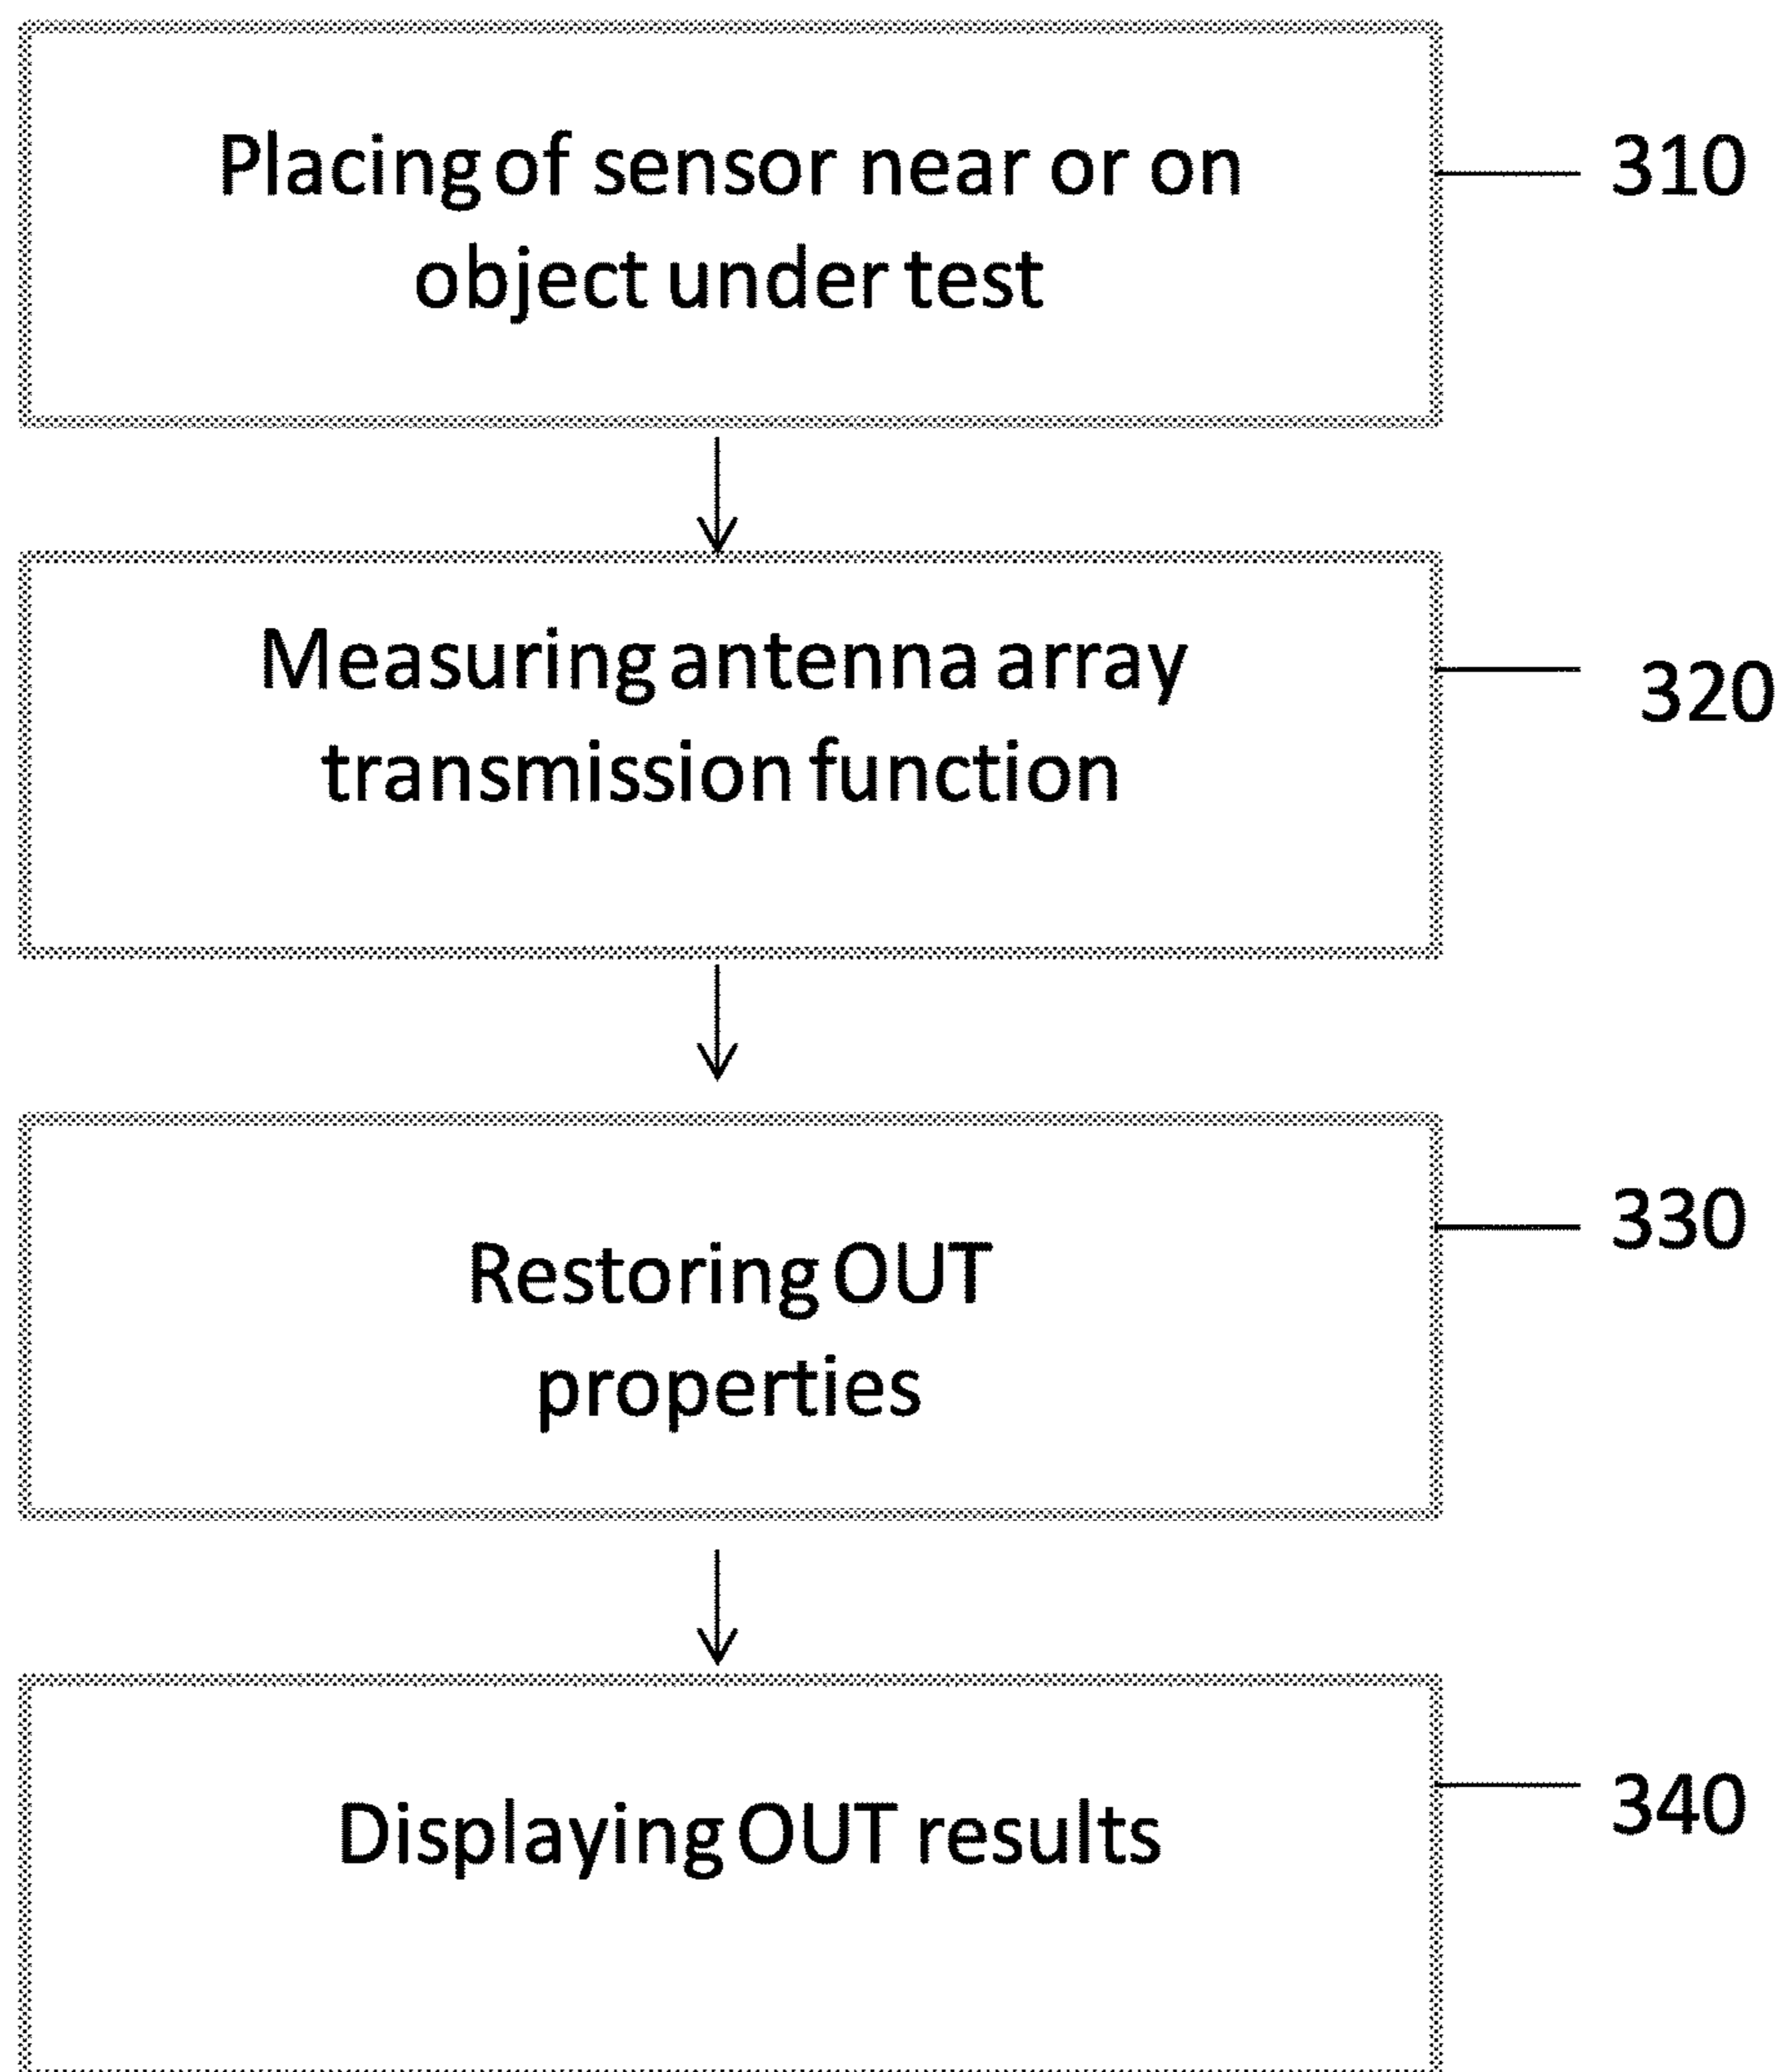 Placing of sensor near or on
object under test
310
Measuring antenna array
transmission function
320
Restoring OUT
properties
330
Displaying OUT results
340